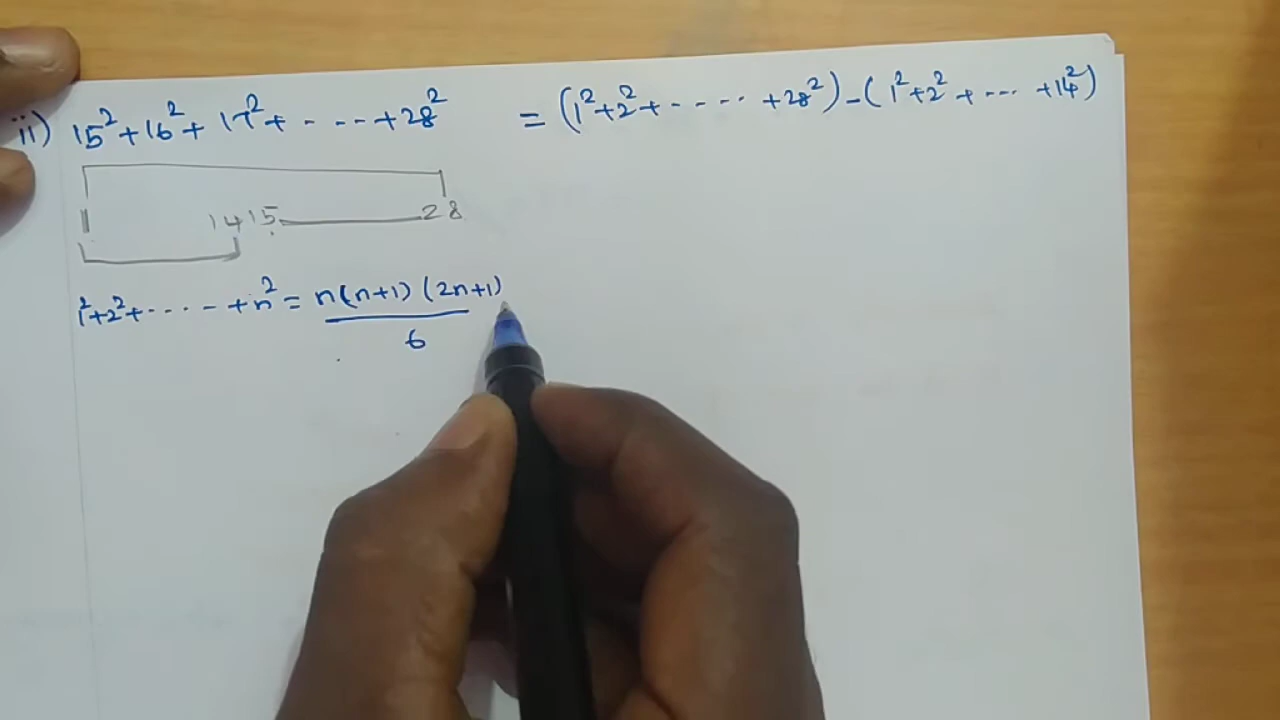 ii) 15² + 16² + 17² + - - - + 28² = (1² + 2² + - - - - + 28²) - (1² + 2² + - - - + 14²)
1 14 15 28
1² + 2² + - - - - + n² = n(n+1) (2n+1)
6